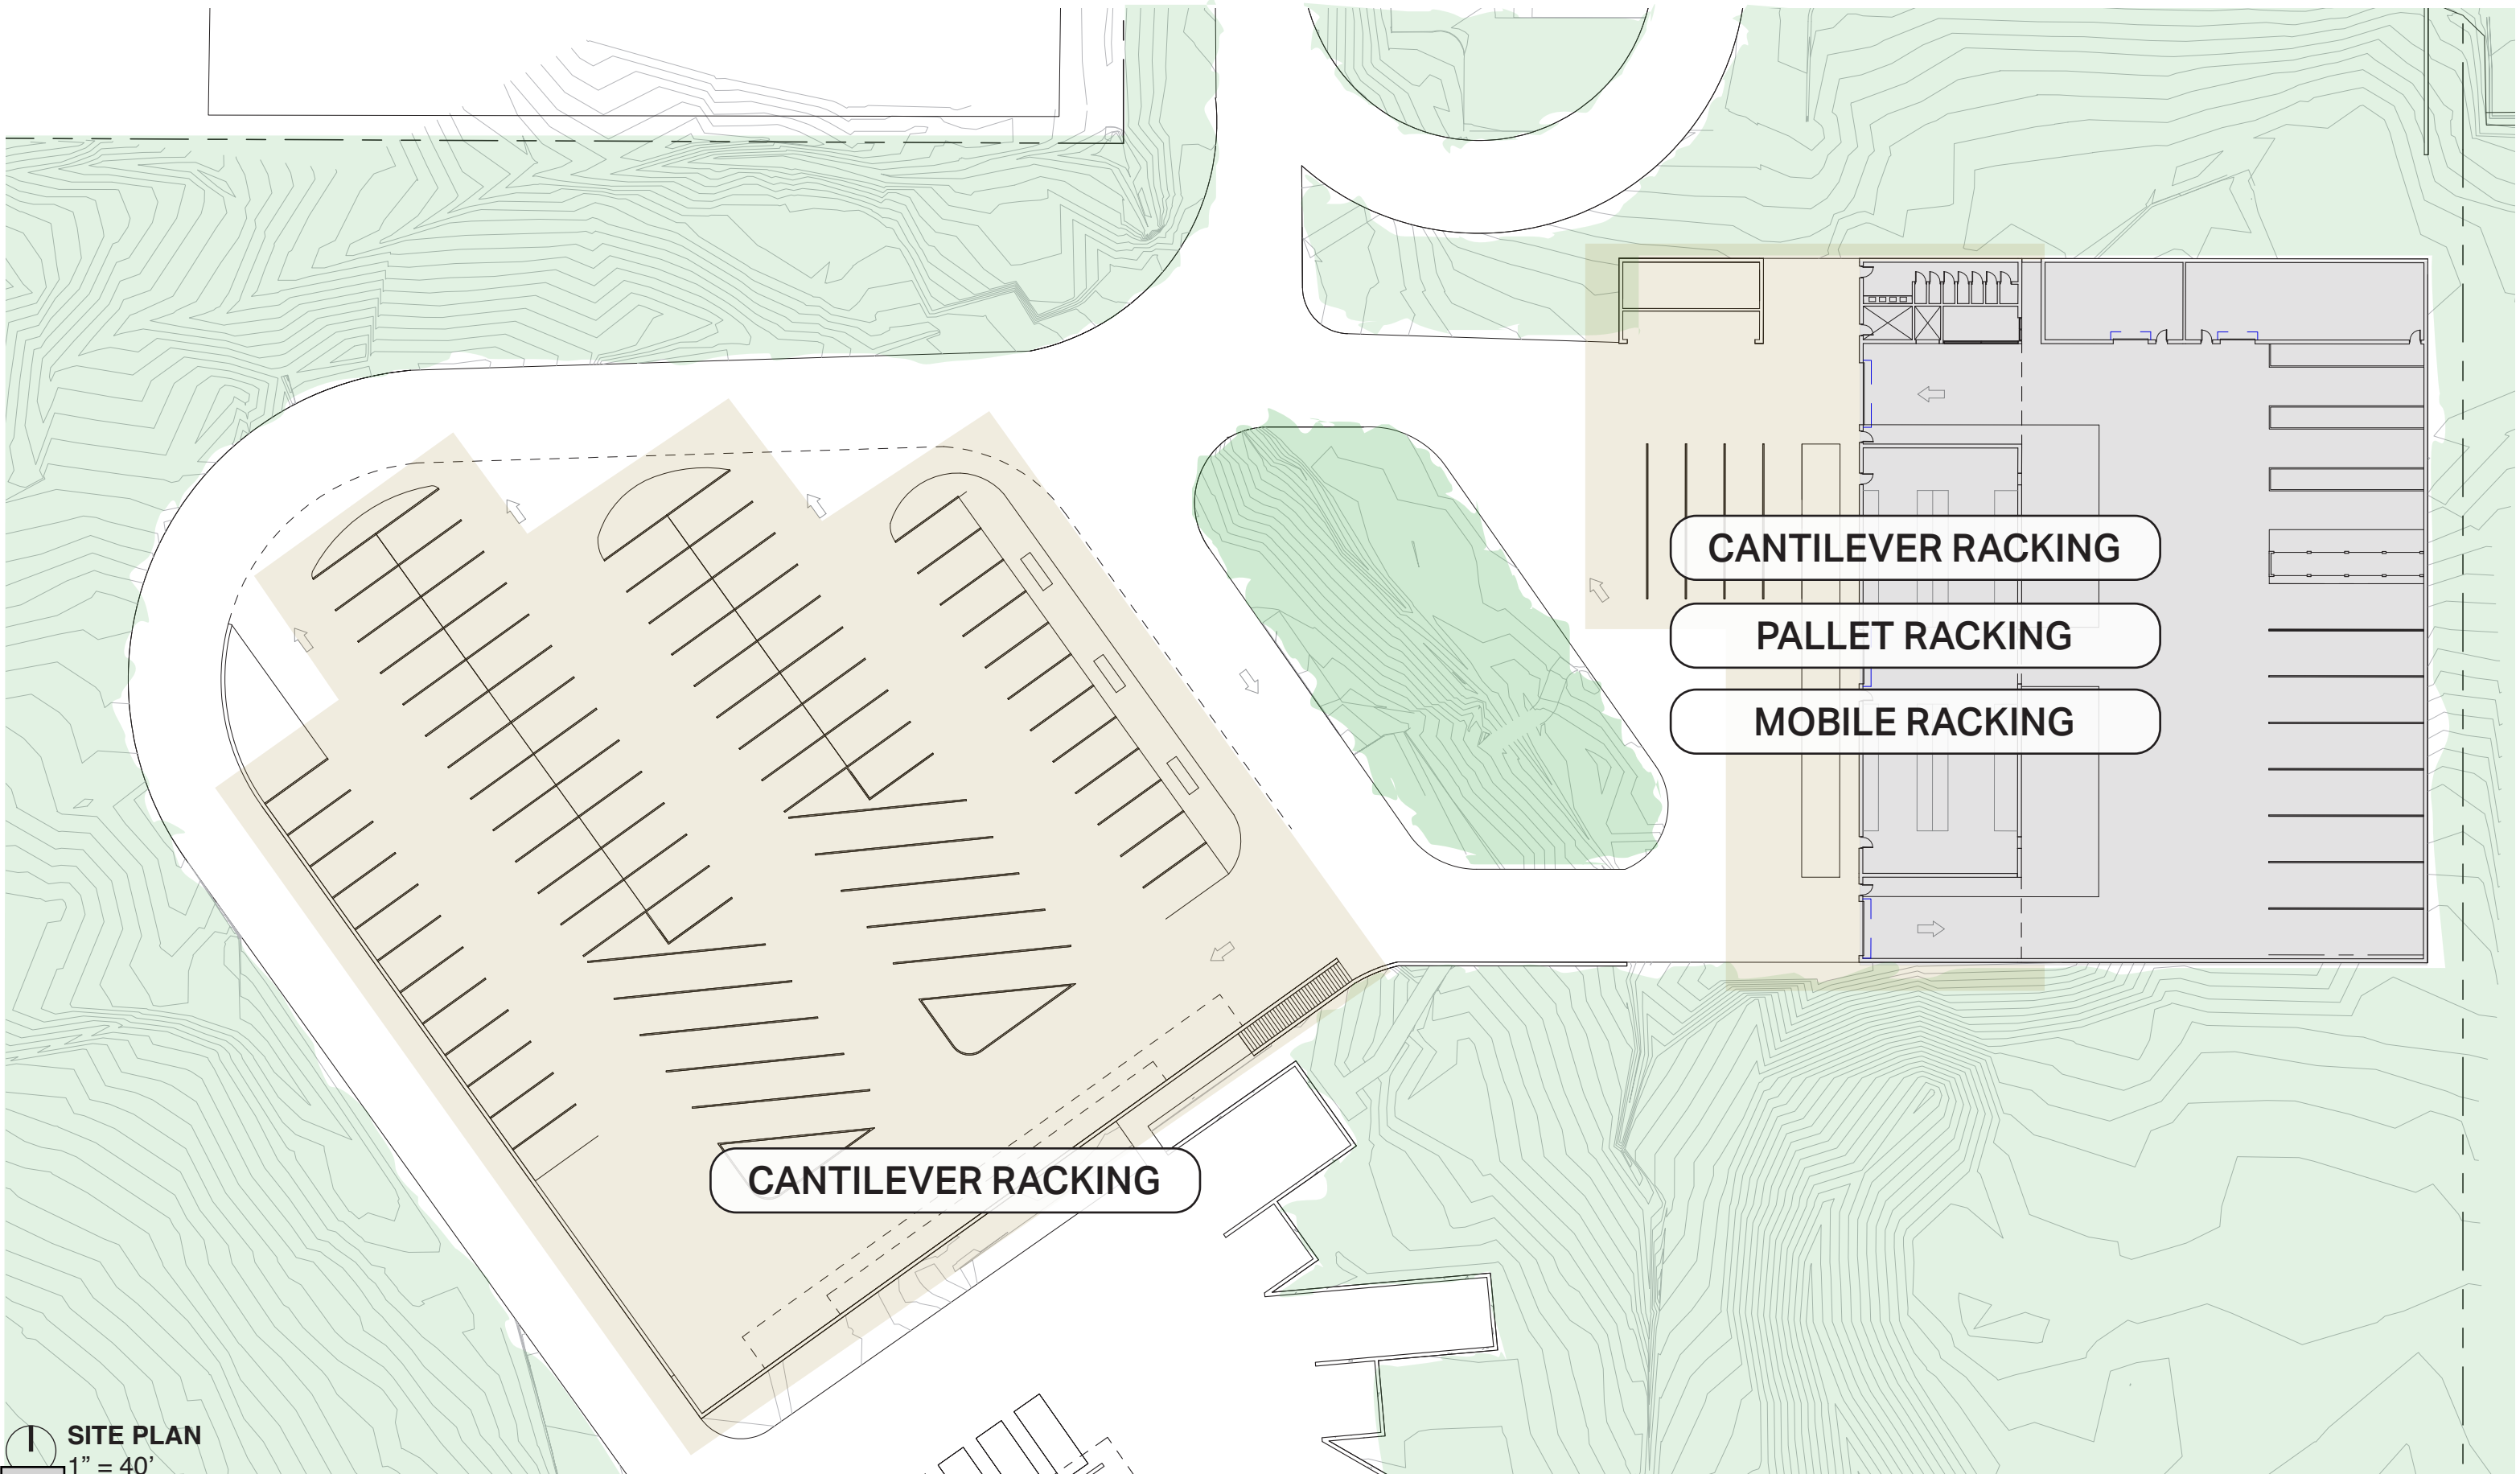 CANTILEVER RACKING
PALLET RACKING
MOBILE RACKING
CANTILEVER RACKING
SITE PLAN
1” = 40’